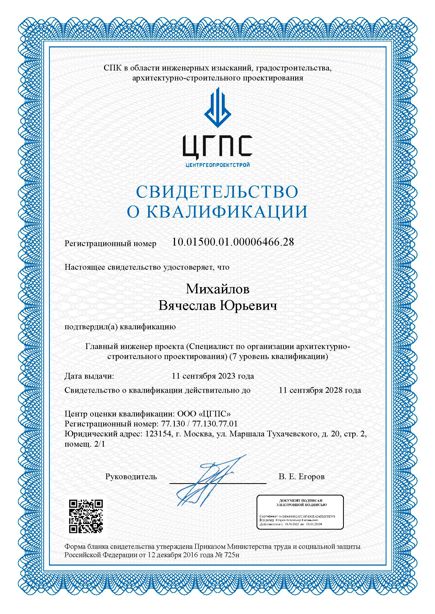 СПК в области инженерных изысканий, градостроительства,
архитектурно-строительного проектирования
ЦГПС
ЦЕНТРГЕОПРОЕКТСТРОЙ
СВИДЕТЕЛЬСТВО
О КВАЛИФИКАЦИИ
Регистрационный номер 10.01500.01.00006466.28
Настоящее свидетельство удостоверяет, что
Михайлов
Вячеслав Юрьевич
подтвердил(а) квалификацию
Главный инженер проекта (Специалист по организации архитектурно-
строительного проектирования) (7 уровень квалификации)
Дата выдачи: 11 сентября 2023 года
Свидетельство о квалификации действительно до 11 сентября 2028 года
Центр оценки квалификации: ООО «ЦГПС»
Регистрационный номер: 77.130 / 77.130.77.01
Юридический адрес: 123154, г. Москва, ул. Маршала Тухачевского, д. 20, стр. 2,
помещ. 2/1
Руководитель В. Е. Егоров
ДОКУМЕНТ ПОДПИСАН
ЭЛЕКТРОННОЙ ПОДПИСЬЮ
Форма бланка свидетельства утверждена Приказом Министерства труда и социальной защиты
Российской Федерации от 12 декабря 2016 года № 725н